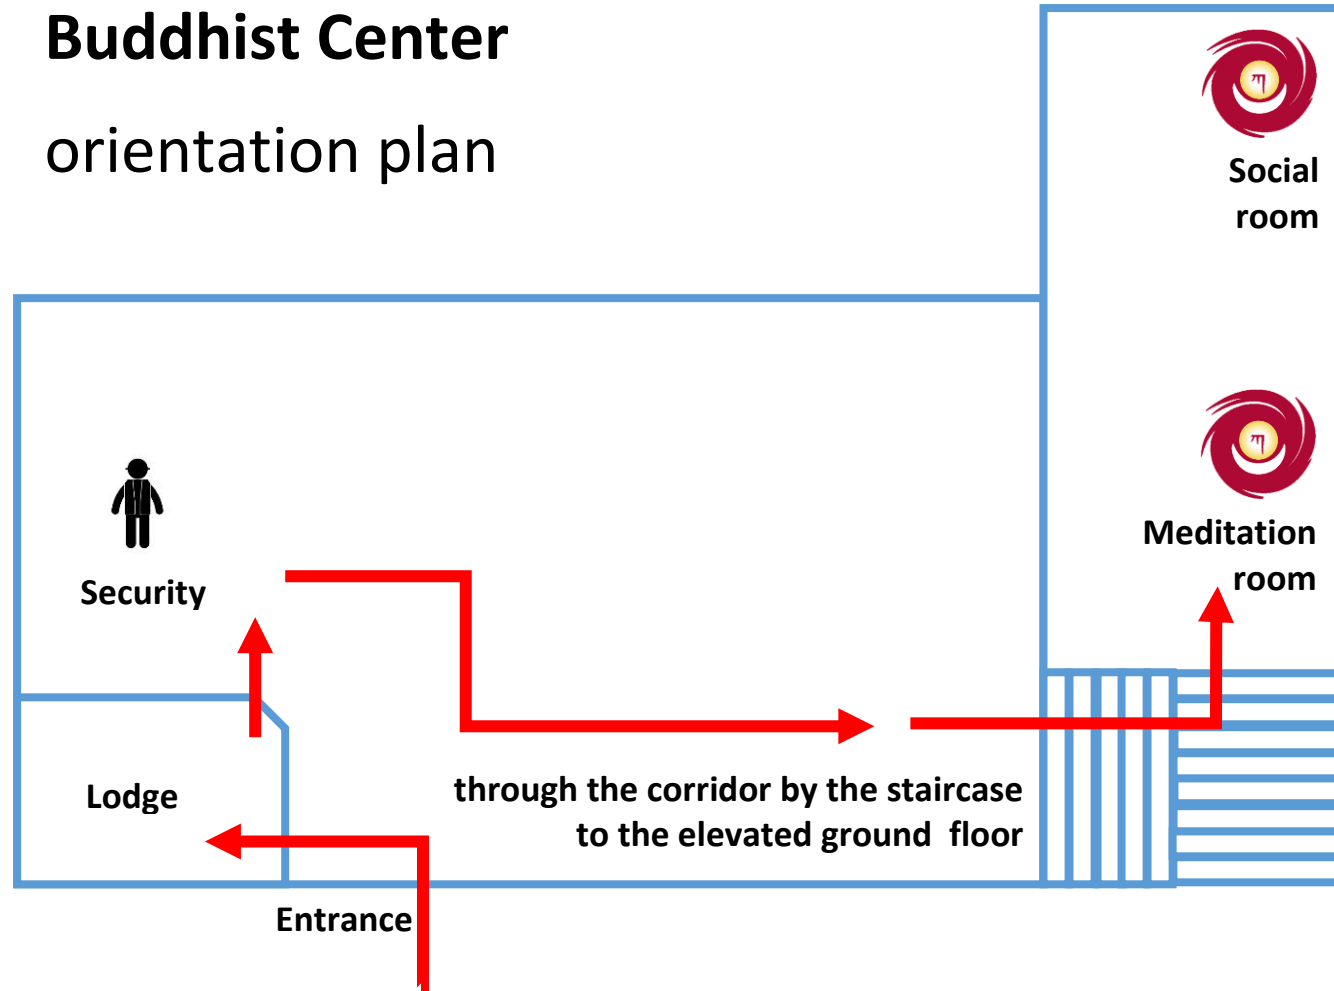 Buddhist Center
orientation plan
Social
room
Meditation
room
Security
Lodge
through the corridor by the staircase
to the elevated ground  floor
Entrance